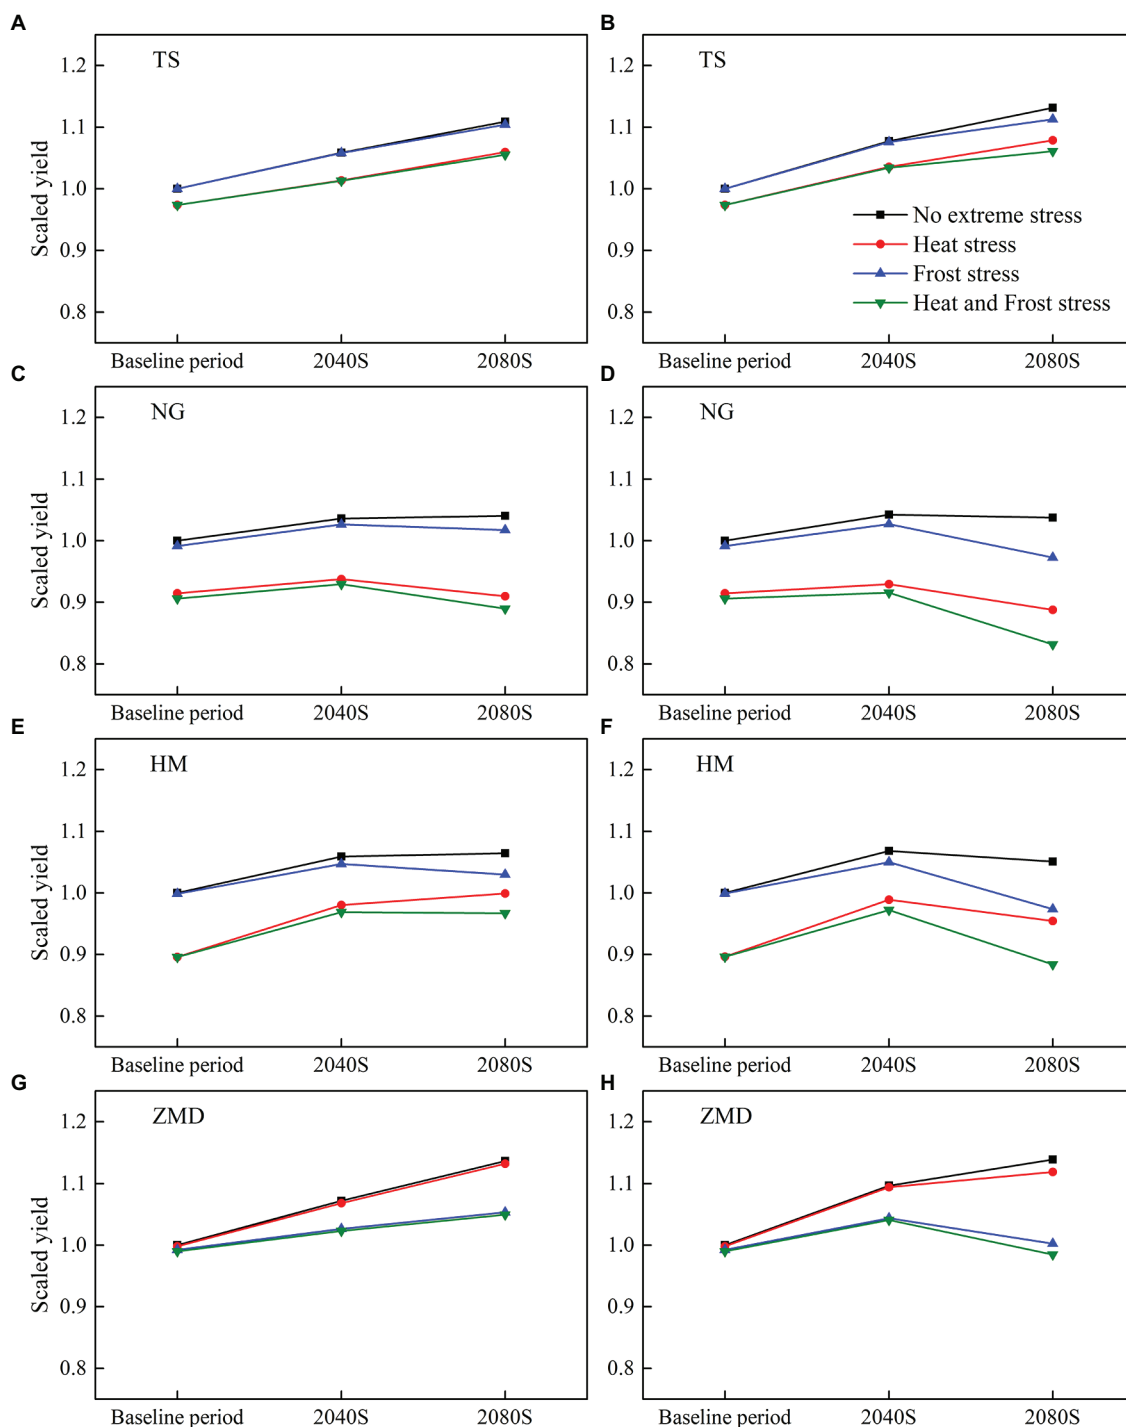 A
TS
1.2
1.1
1.0
0.9
0.8
Scaled yield
Baseline period 2040S 2080S
B
TS
1.2
1.1
1.0
0.9
0.8
No extreme stress
Heat stress
Frost stress
Heat and Frost stress
Baseline period 2040S 2080S
C
NG
1.2
1.1
1.0
0.9
0.8
Scaled yield
Baseline period 2040S 2080S
D
NG
1.2
1.1
1.0
0.9
0.8
Baseline period 2040S 2080S
E
HM
1.2
1.1
1.0
0.9
0.8
Scaled yield
Baseline period 2040S 2080S
F
HM
1.2
1.1
1.0
0.9
0.8
Baseline period 2040S 2080S
G
ZMD
1.2
1.1
1.0
0.9
0.8
Scaled yield
Baseline period 2040S 2080S
H
ZMD
1.2
1.1
1.0
0.9
0.8
Baseline period 2040S 2080S